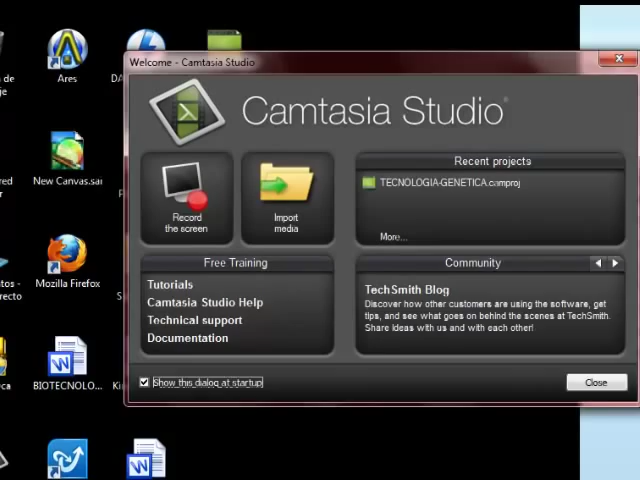 Ares
New Canvas.sai
Mozilla Firefox
BIOTECNOLO...
Welcome - Camtasia Studio
Camtasia Studio
Record
the screen
Import
media
Recent projects
TECNOLOGIA-GENETICA.camproj
More...
Free Training
Tutorials
Camtasia Studio Help
Technical support
Documentation
Community
TechSmith Blog
Discover how other customers are using the software, get
tips, and see what goes on behind the scenes at TechSmith.
Share ideas with us and with each other!
Show this dialog at startup
Close